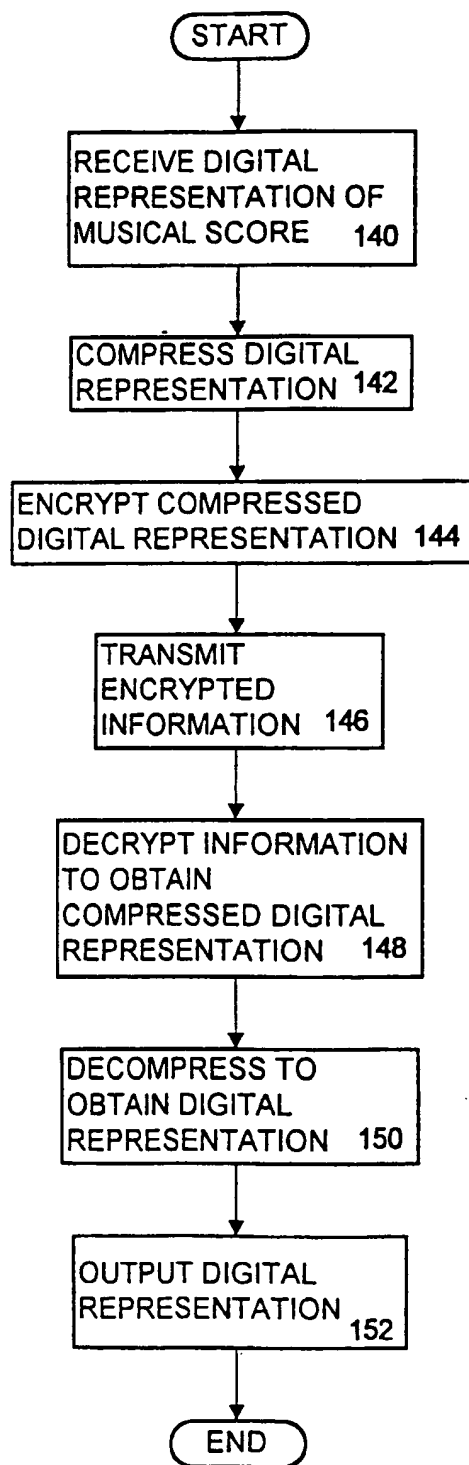 START
RECEIVE DIGITAL
REPRESENTATION OF
MUSICAL SCORE 140
COMPRESS DIGITAL
REPRESENTATION 142
ENCRYPT COMPRESSED
DIGITAL REPRESENTATION 144
TRANSMIT
ENCRYPTED
INFORMATION 146
DECRYPT INFORMATION
TO OBTAIN
COMPRESSED DIGITAL
REPRESENTATION 148
DECOMPRESS TO
OBTAIN DIGITAL
REPRESENTATION 150
OUTPUT DIGITAL
REPRESENTATION
152
END